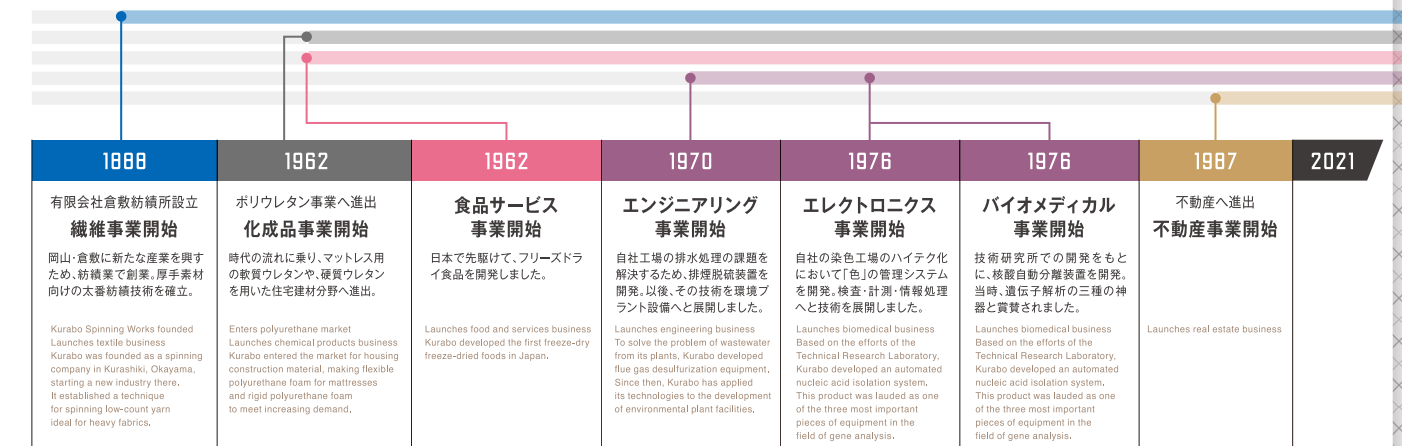 1888
有限会社倉敷紡績所設立
繊維事業開始
岡山・倉敷に新たな産業を興す
ため、紡績業で創業。厚手素材
向けの太番紡績技術を確立。
Kurabo Spinning Works founded
Launches textile business
Kurabo was founded as a spinning
company in Kurashiki, Okayama,
starting a new industry there.
It established a technique
for spinning low-count yarn
ideal for heavy fabrics.
1962
ポリウレタン事業へ進出
化成品事業開始
時代の流れに乗り、マットレス用
の軟質ウレタンや、硬質ウレタン
を用いた住宅建材分野へ進出。
Enters polyurethane market
Launches chemical products business
Kurabo entered the market for housing
construction material, making flexible
polyurethane foam for mattresses
and rigid polyurethane foam
to meet increasing demand.
1962
食品サービス
事業開始
日本で先駆けて、フリーズドラ
イ食品を開発しました。
Launches food and services business
Kurabo developed the first freeze-dry
freeze-dried foods in Japan.
1970
エンジニアリング
事業開始
自社工場の排水処理の課題を
解決するため、排煙脱硫装置を
開発。以後、その技術を環境プ
ラント設備へと展開しました。
Launches engineering business
To solve the problem of wastewater
from its plants, Kurabo developed
flue gas desulfurization equipment.
Since then, Kurabo has applied
its technologies to the development
of environmental plant facilities.
1976
エレクトロニクス
事業開始
自社の染色工場のハイテク化
において「色」の管理システム
を開発。検査・計測・情報処理
へと技術を展開しました。
Launches biomedical business
Based on the efforts of the
Technical Research Laboratory,
Kurabo developed an automated
nucleic acid isolation system.
This product was lauded as one
of the three most important
pieces of equipment in the
field of gene analysis.
1976
バイオメディカル
事業開始
技術研究所での開発をもと
に、核酸自動分離装置を開発。
当時、遺伝子解析の三種の神
器と賞賛されました。
Launches biomedical business
Based on the efforts of the
Technical Research Laboratory,
Kurabo developed an automated
nucleic acid isolation system.
This product was lauded as one
of the three most important
pieces of equipment in the
field of gene analysis.
1987
不動産へ進出
不動産事業開始
Launches real estate business
2021